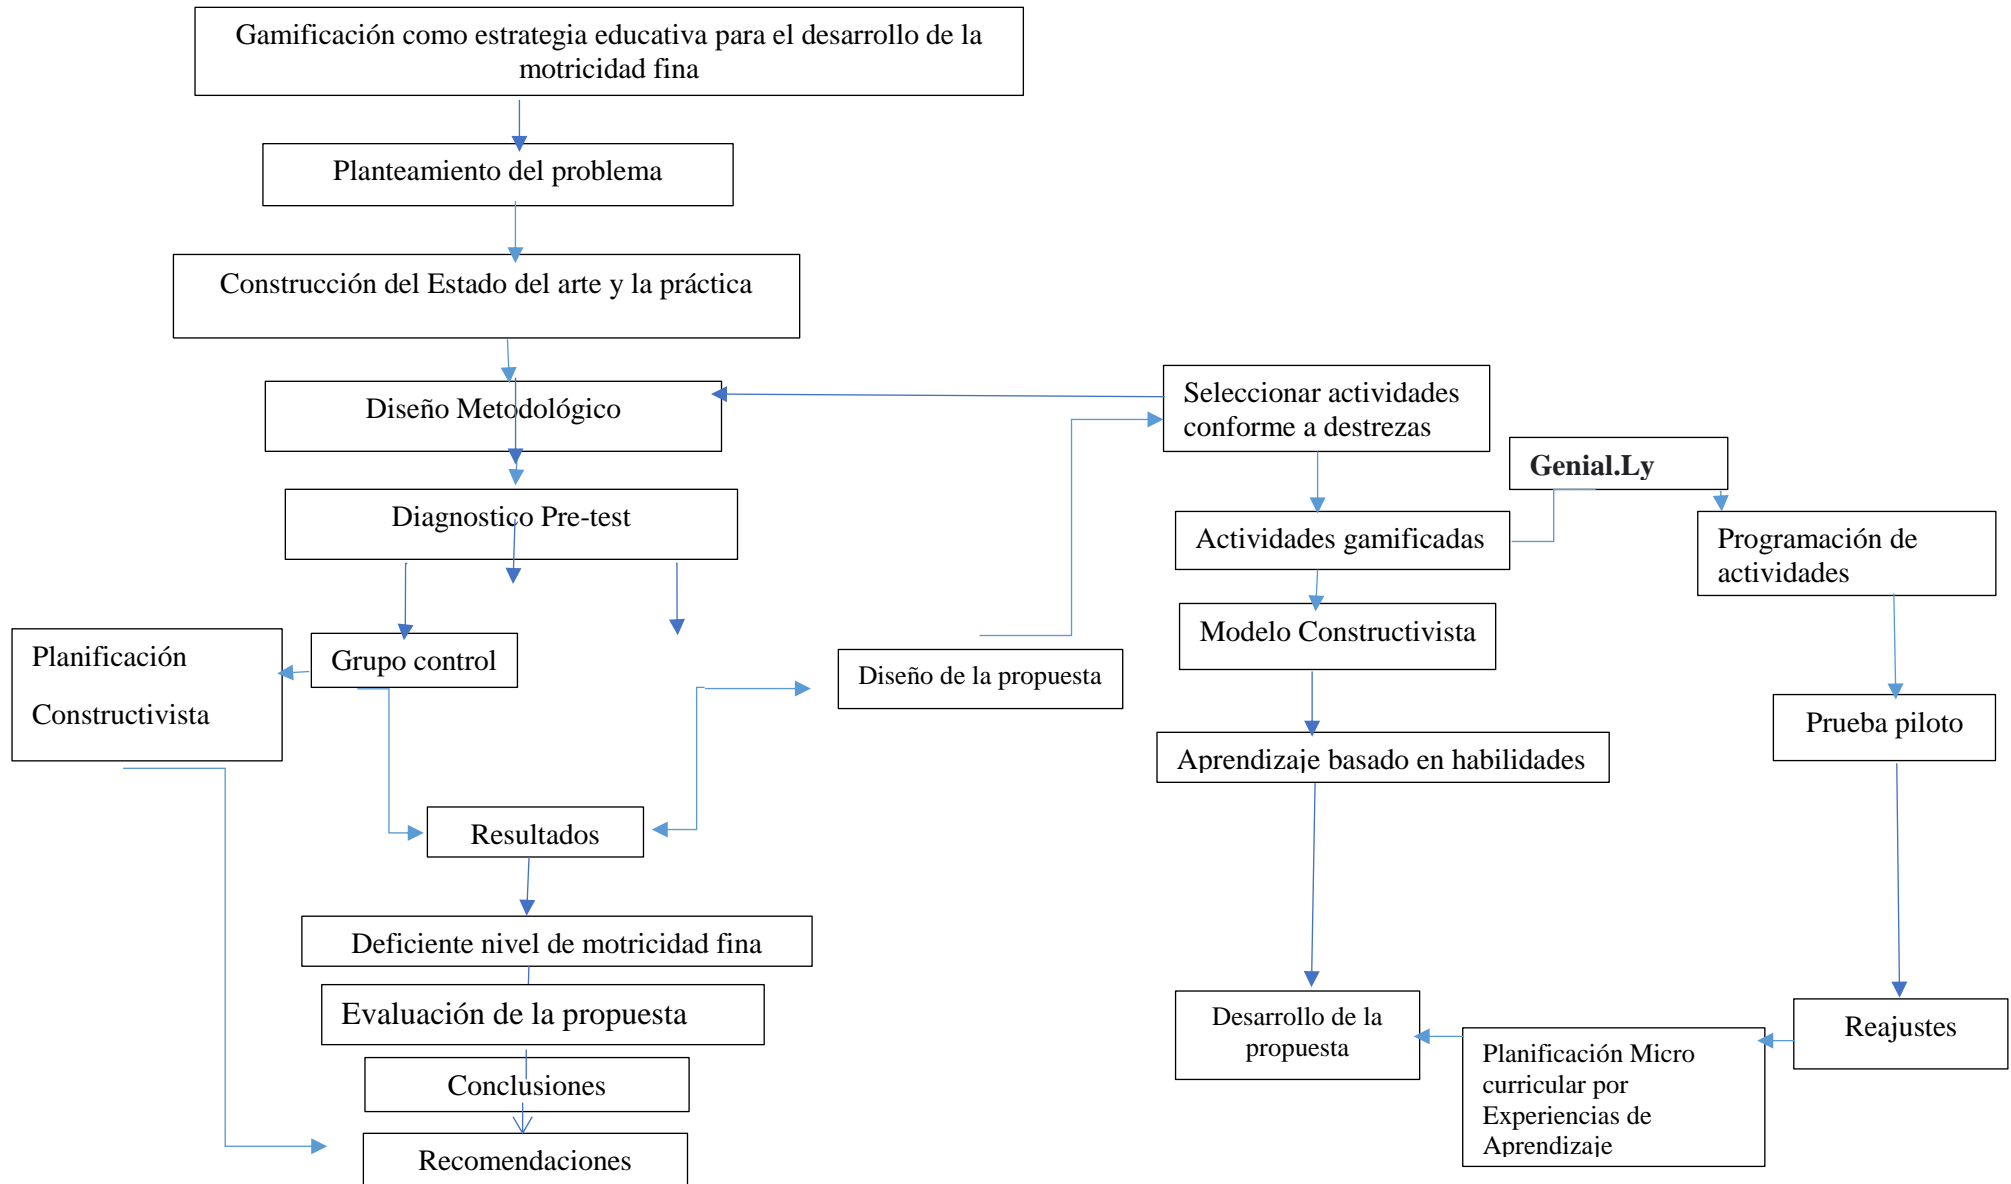 Gamificación como estrategia educativa para el desarrollo de la
motricidad fina
Planteamiento del problema
Construcción del Estado del arte y la práctica
Diseño Metodológico
Diagnostico Pre-test
Grupo control
Planificación
Constructivista
Resultados
Deficiente nivel de motricidad fina
Evaluación de la propuesta
Conclusiones
Recomendaciones
Diseño de la propuesta
Seleccionar actividades
conforme a destrezas
Actividades gamificadas
Modelo Constructivista
Aprendizaje basado en habilidades
Desarrollo de la
propuesta
Genial.Ly
Programación de
actividades
Prueba piloto
Reajustes
Planificación Micro
curricular por
Experiencias de
Aprendizaje